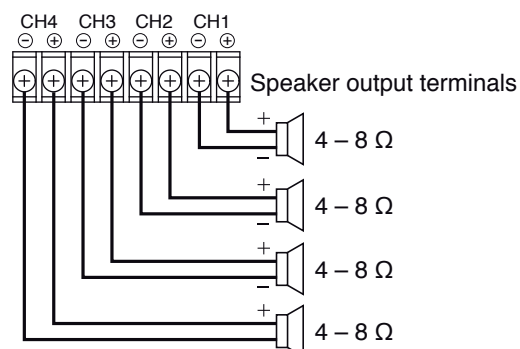 CH4 CH3 CH2 CH1
⊖ ⊕ ⊖ ⊕ ⊖ ⊕ ⊖ ⊕
Speaker output terminals
+
−
4 – 8 Ω
+
−
4 – 8 Ω
+
−
4 – 8 Ω
+
4 – 8 Ω